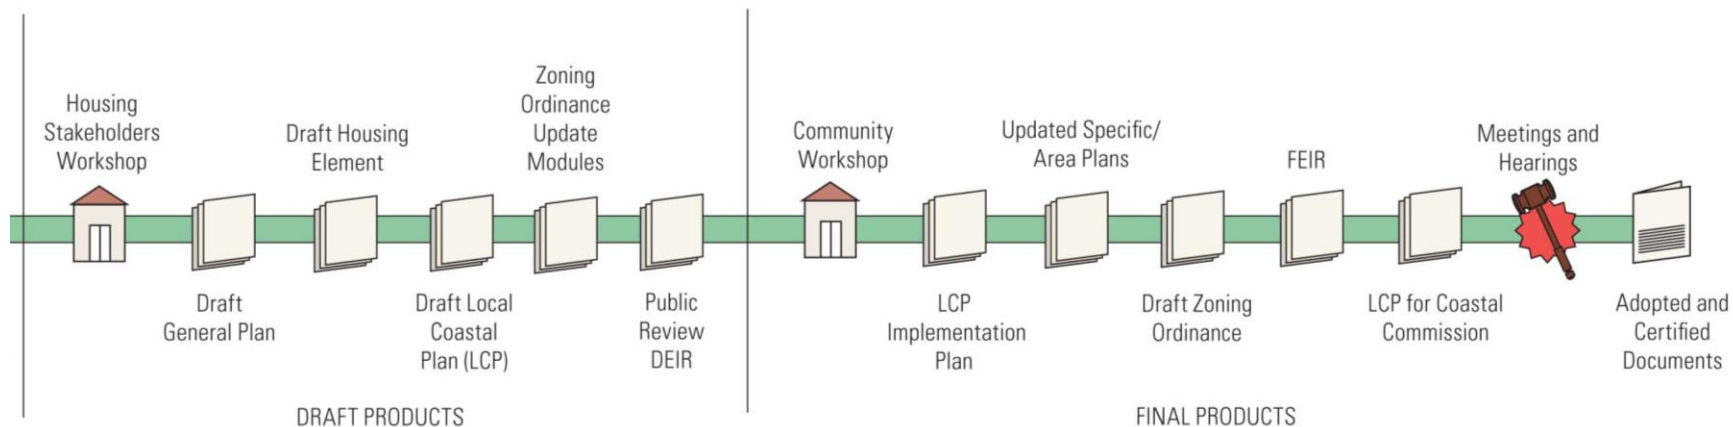 Housing
Stakeholders
Workshop
Draft
General Plan
Draft Housing
Element
Draft Local
Coastal
Plan (LCP)
Zoning
Ordinance
Update
Modules
Public
Review
DEIR
DRAFT PRODUCTS
Community
Workshop
LCP
Implementation
Plan
Updated Specific/
Area Plans
Draft Zoning
Ordinance
FEIR
LCP for Coastal
Commission
Meetings and
Hearings
Adopted and
Certified
Documents
FINAL PRODUCTS